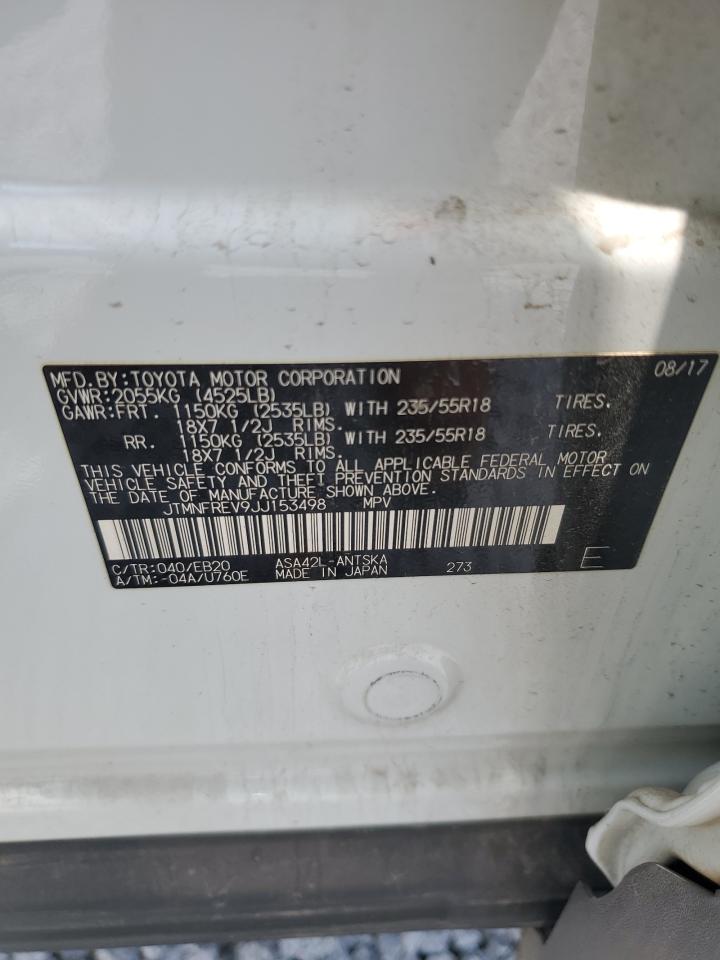 MFD.BY:TOYOTA MOTOR CORPORATION 08/17
GVWR:2055KG (4525LB)
GAWR:FRT. 1150KG (2535LB) WITH 235/55R18 TIRES.
18X7 1/2J RIMS.
RR. 1150KG (2535LB) WITH 235/55R18 TIRES.
18X7 1/2J RIMS.
THIS VEHICLE CONFORMS TO ALL APPLICABLE FEDERAL MOTOR
VEHICLE SAFETY AND THEFT PREVENTION STANDARDS IN EFFECT ON
THE DATE OF MANUFACTURE SHOWN ABOVE.
JTMNFREV9JJ153498 MPV
C/TR:040/EB20 ASA42L-ANTSKA
A/TM:-04A/U760E MADE IN JAPAN 273 E